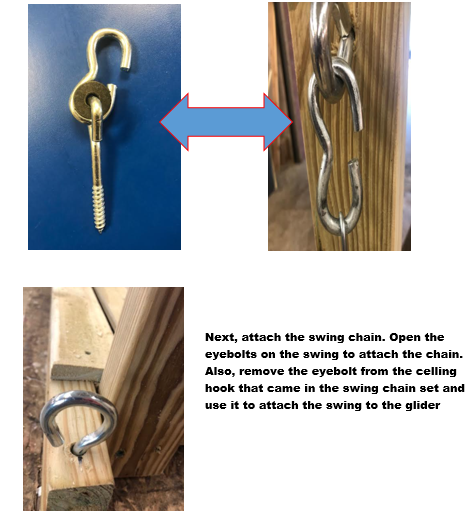 Next, attach the swing chain. Open the
eyebolts on the swing to attach the chain.
Also, remove the eyebolt from the celling
hook that came in the swing chain set and
use it to attach the swing to the glider